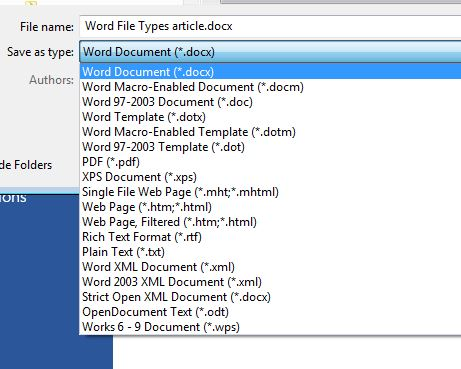 File name: Word File Types article.docx
Save as type: Word Document (*.docx)
Word Document (*.docx)
Authors: Word Macro-Enabled Document (*.docm)
Word 97-2003 Document (*.doc)
Word Template (*.dotx)
Word Macro-Enabled Template (*.dotm)
Word 97-2003 Template (*.dot)
de Folders PDF (*.pdf)
XPS Document (*.xps)
ions Single File Web Page (*.mht;*.mhtml)
Web Page (*.htm;*.html)
Web Page, Filtered (*.htm;*.html)
Rich Text Format (*.rtf)
Plain Text (*.txt)
Word XML Document (*.xml)
Word 2003 XML Document (*.xml)
Strict Open XML Document (*.docx)
OpenDocument Text (*.odt)
Works 6 - 9 Document (*.wps)